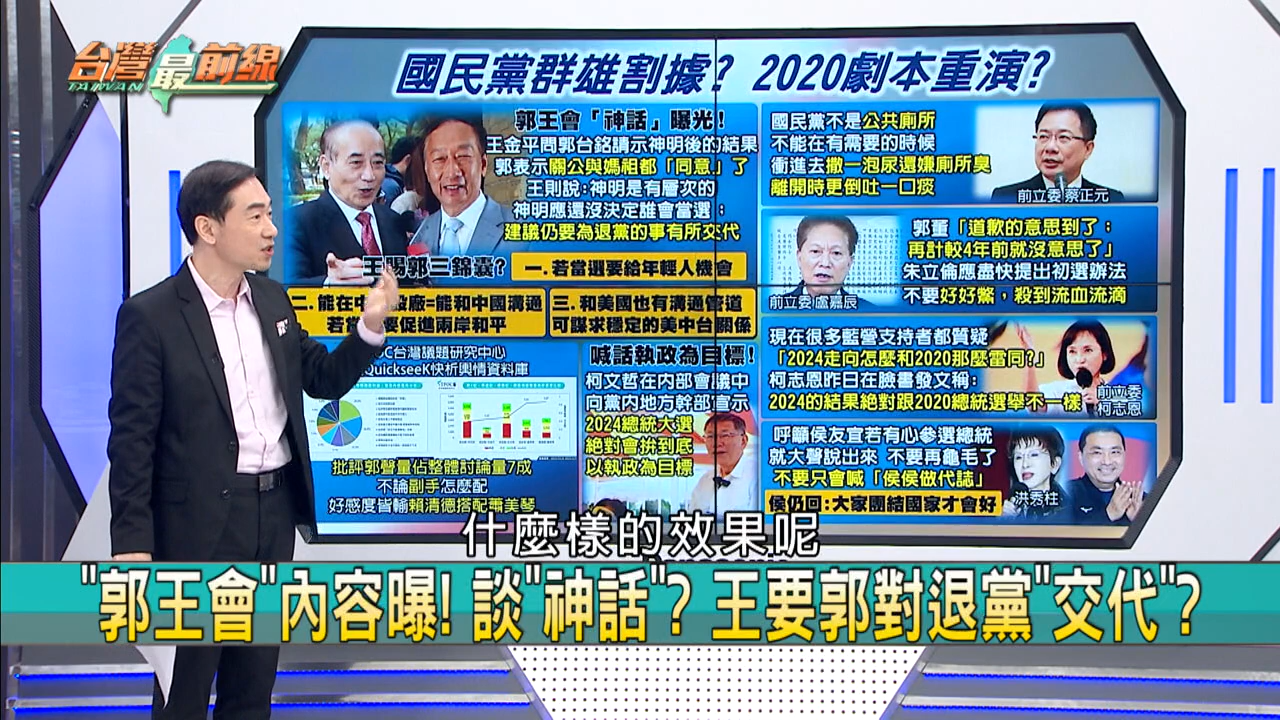 台灣最前線
TAIWAN
國民黨群雄割據? 2020劇本重演?
郭王會「神話」曝光!
王金平問郭台銘請示神明後的結果
郭表示關公與媽祖都「同意」了
王則說:神明是有層次的
神明應還沒決定誰會當選;
建議仍要為退黨的事有所交代
王賜郭三錦囊?
一.若當選要給年輕人機會
二.能在中
設廠=能和中國溝通
若當
要促進兩岸和平
三.和美國也有溝通管道
可謀求穩定的美中台關係
OC台灣議題研究中心
QuickseeK快析輿情資料庫
批評郭聲量佔整體討論量7成
不論副手怎麼配
好感度皆輸賴清德搭配蕭美琴
喊話執政為目標!
柯文哲在內部會議中
向黨內地方幹部宣示
2024總統大選
絕對會拚到底
以執政為目標
國民黨不是公共廁所
不能在有需要的時候
衝進去撒一泡尿還嫌廁所臭
離開時更倒吐一口痰
前立委 蔡正元
郭董「道歉的意思到了;
再計較4年前就沒意思了」
朱立倫應盡快提出初選辦法
不要好好鱉,殺到流血流滴
前立委 盧嘉辰
現在很多藍營支持者都質疑
「2024走向怎麼和2020那麼雷同?」
柯志恩昨日在臉書發文稱:
2024的結果絕對跟2020總統選舉不一樣
前立委
柯志恩
呼籲侯友宜若有心參選總統
就大聲說出來 不要再龜毛了
不要只會喊「侯侯做代誌」
侯仍回:大家團結國家才會好
洪秀柱
什麼樣的效果呢
"郭王會"內容曝! 談"神話"? 王要郭對退黨"交代"?